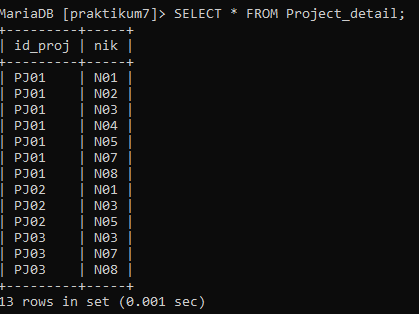 MariaDB [praktikum7]> SELECT * FROM Project_detail;
+---------+-----+
| id_proj | nik |
+---------+-----+
| PJ01    | N01 |
| PJ01    | N02 |
| PJ01    | N03 |
| PJ01    | N04 |
| PJ01    | N05 |
| PJ01    | N07 |
| PJ01    | N08 |
| PJ02    | N01 |
| PJ02    | N03 |
| PJ02    | N05 |
| PJ03    | N03 |
| PJ03    | N07 |
| PJ03    | N08 |
+---------+-----+
13 rows in set (0.001 sec)